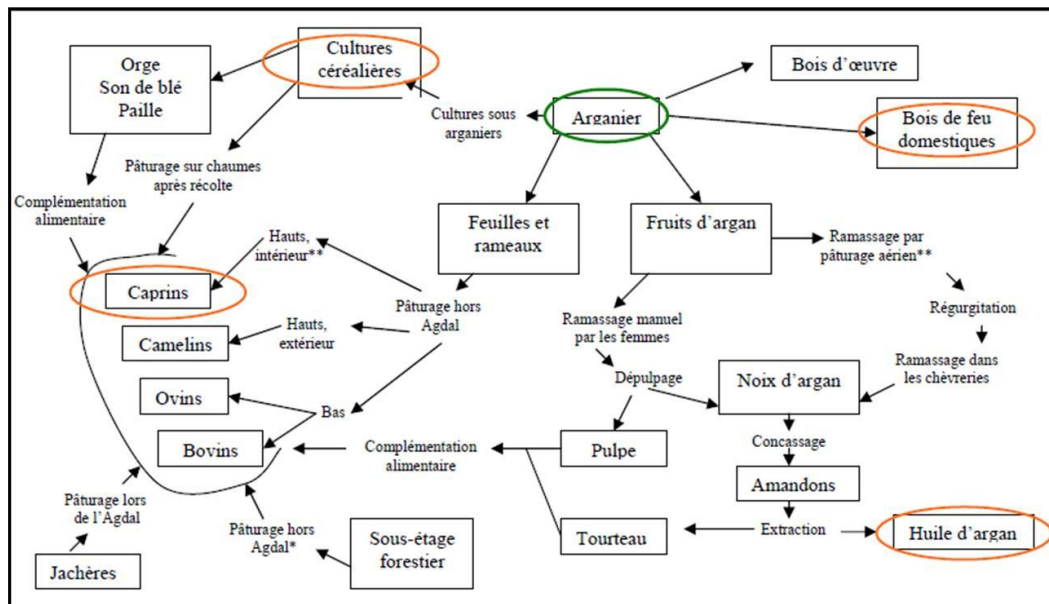 Orge
Son de blé
Paille
Cultures
céréalières
Bois d'œuvre
Cultures sous
arganiers
Arganier
Bois de feu
domestiques
Pâturage sur chaumes
après récolte
Complémentation
alimentaire
Feuilles et
rameaux
Fruits d'argan
Hauts,
intérieur**
Ramassage par
pâturage aérien**
Caprins
Pâturage hors
Agdal
Régurgitation
Camelins
Hauts,
extérieur
Ramassage manuel
par les femmes
Ramassage dans
les chèvreries
Dépulpage
Noix d'argan
Ovins
Bas
Bovins
Complémentation
alimentaire
Pulpe
Concassage
Amandons
Pâturage lors
de l'Agdal
Pâturage hors
Agdal*
Sous-étage
forestier
Tourteau
Extraction
Huile d'argan
Jachères